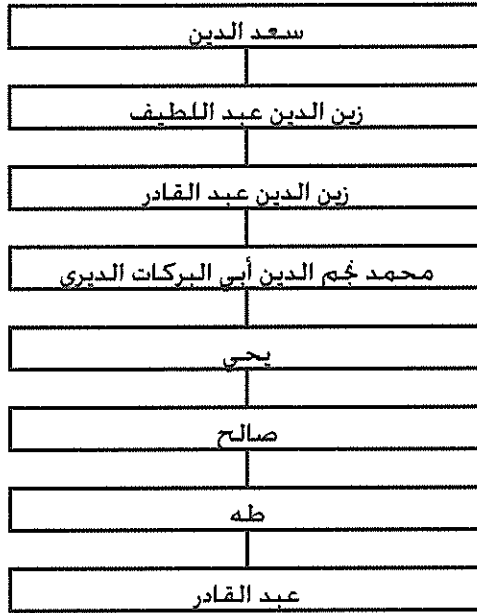 سعد الدين
زين الدين عبد اللطيف
زين الدين عبد القادر
محمد نجم الدين أبي البركات الديري
يحي
صالح
طه
عبد القادر